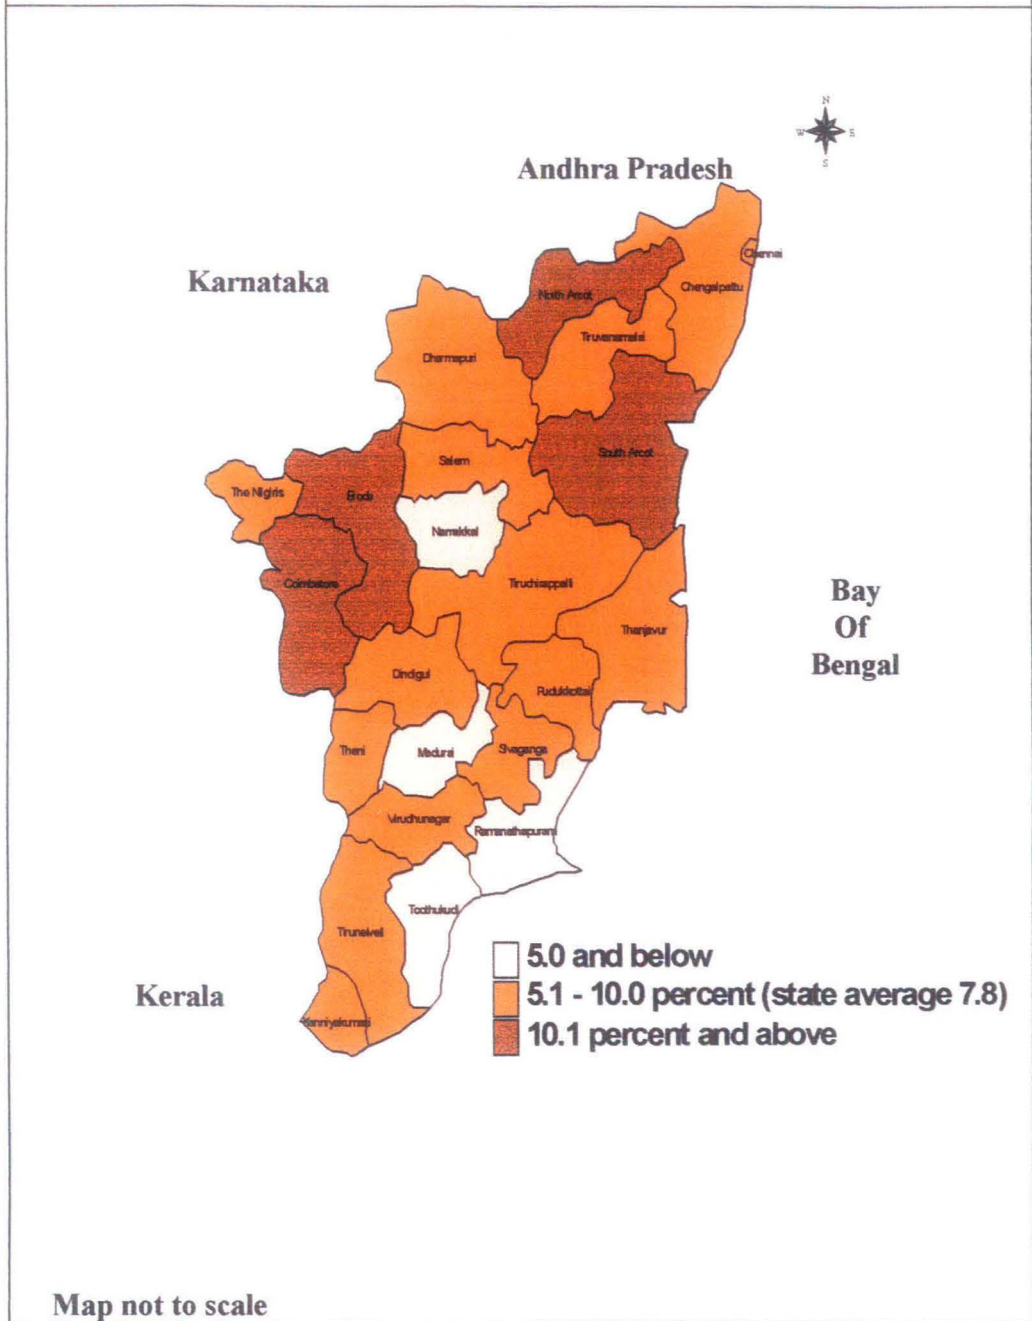 N
W E
S
Andhra Pradesh
Karnataka
Chennai
Chengalpattu
North Arcot
Tiruvanamalai
Dharmapuri
South Arcot
Salem
The Nilgiris
Erode
Namakkal
Coimbatore
Tiruchirappalli
Thanjavur
Bay
Of
Bengal
Dindigul
Pudukkottai
Theni
Madurai
Sivaganga
Virudhunagar
Ramanathapuram
Toothukudi
Tirunelveli
Kanniyakumari
Kerala
5.0 and below
5.1 - 10.0 percent (state average 7.8)
10.1 percent and above
Map not to scale